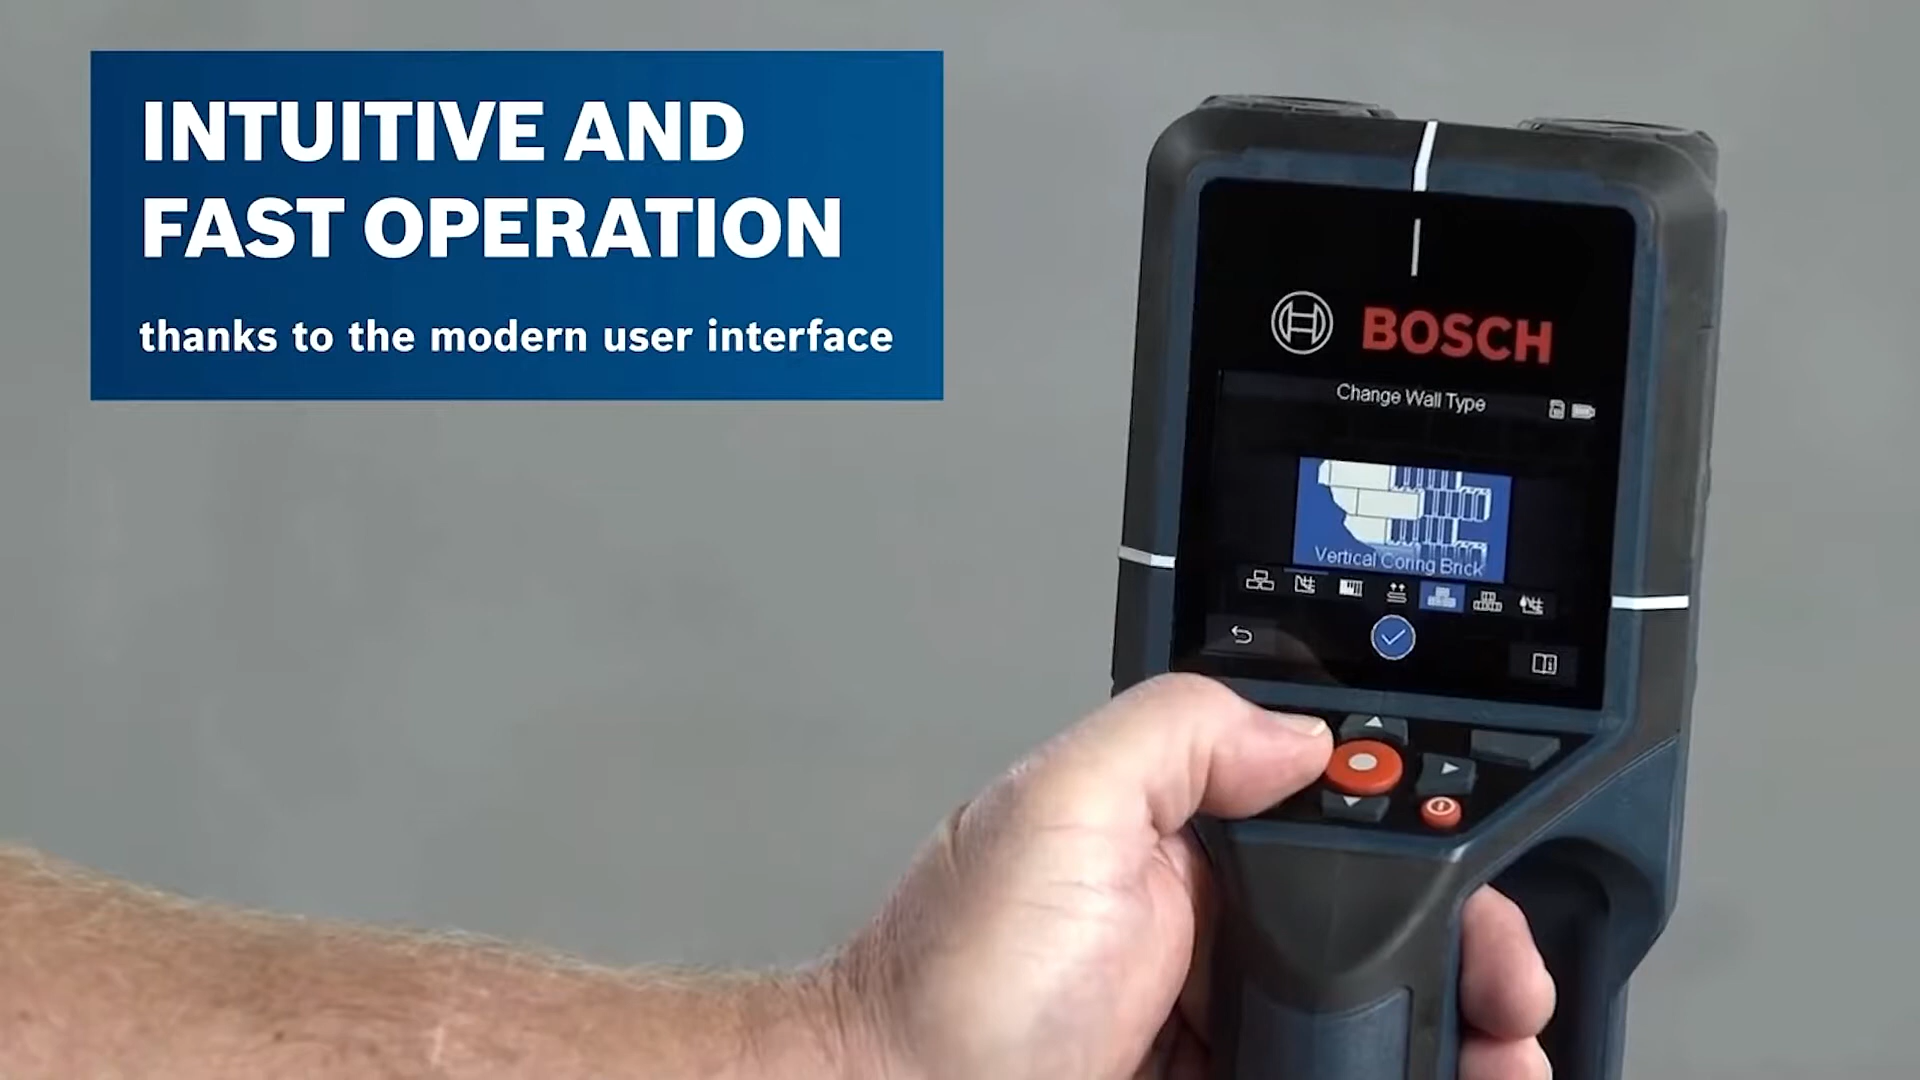 INTUITIVE AND
FAST OPERATION
thanks to the modern user interface
BOSCH
Change Wall Type
Vertical Coring Brick